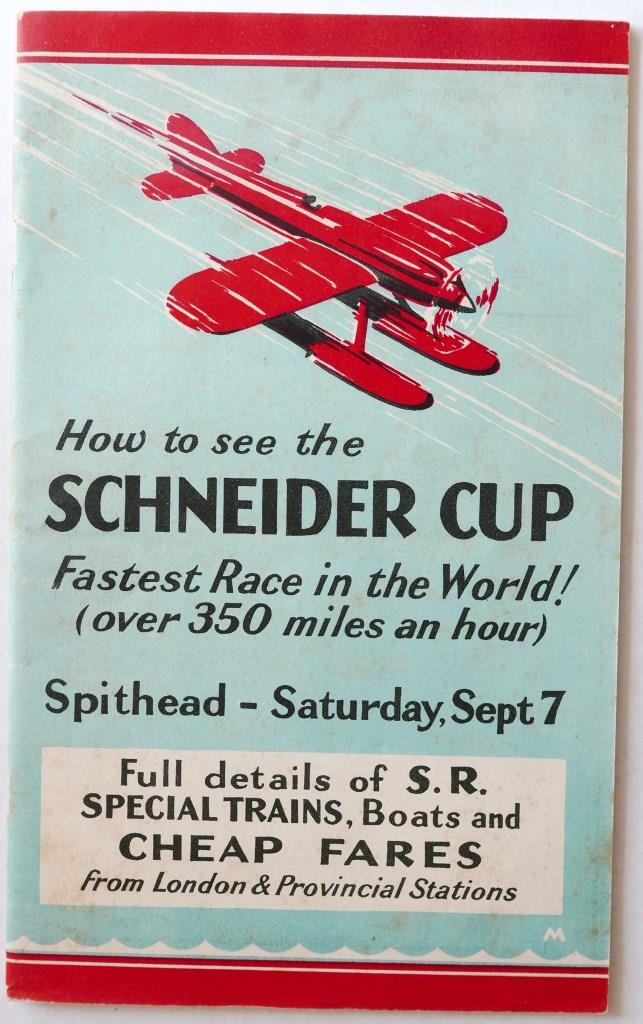 How to see the
SCHNEIDER CUP
Fastest Race in the World!
(over 350 miles an hour)
Spithead - Saturday, Sept 7
Full details of S.R.
SPECIAL TRAINS, Boats and
CHEAP FARES
from London & Provincial Stations
M